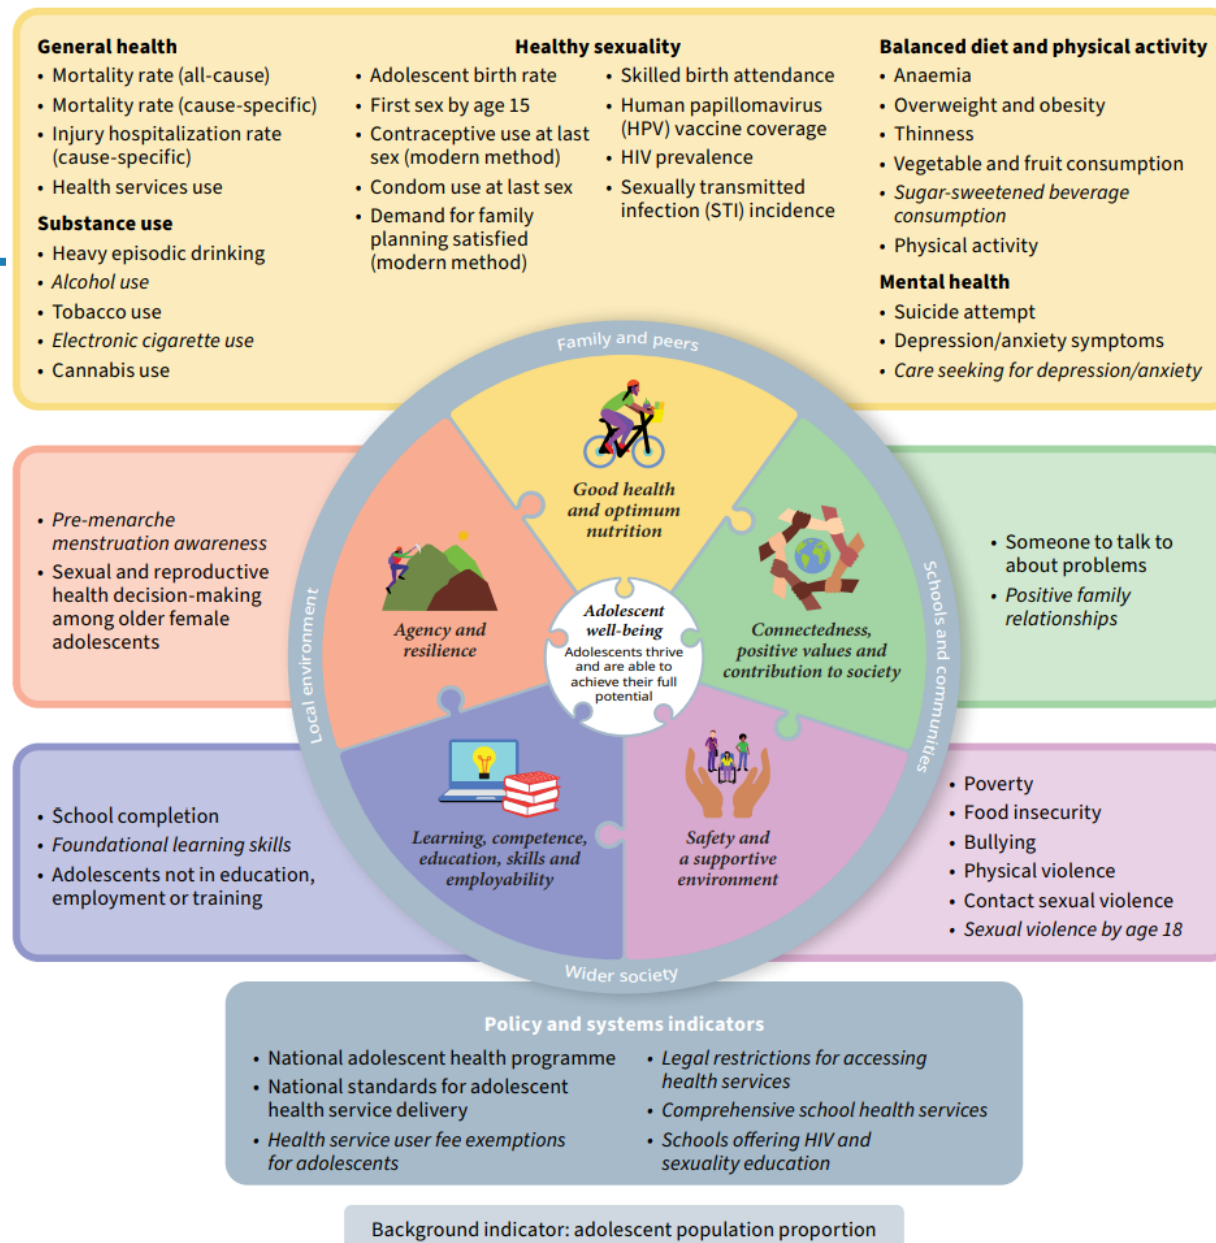 General health
• Mortality rate (all-cause)
• Mortality rate (cause-specific)
• Injury hospitalization rate
(cause-specific)
• Health services use
Substance use
• Heavy episodic drinking
• Alcohol use
• Tobacco use
• Electronic cigarette use
• Cannabis use
Healthy sexuality
• Adolescent birth rate
• First sex by age 15
• Contraceptive use at last
sex (modern method)
• Condom use at last sex
• Demand for family
planning satisfied
(modern method)
• Skilled birth attendance
• Human papillomavirus
(HPV) vaccine coverage
• HIV prevalence
• Sexually transmitted
infection (STI) incidence
Balanced diet and physical activity
• Anaemia
• Overweight and obesity
• Thinness
• Vegetable and fruit consumption
• Sugar-sweetened beverage
consumption
• Physical activity
Mental health
• Suicide attempt
• Depression/anxiety symptoms
• Care seeking for depression/anxiety
Family and peers
Good health
and optimum
nutrition
• Pre-menarche
menstruation awareness
• Sexual and reproductive
health decision-making
among older female
adolescents
Local environment
Agency and
resilience
Adolescent
well-being
Adolescents thrive
and are able to
achieve their full
potential
Connectedness,
positive values and
contribution to society
Schools and communities
• Someone to talk to
about problems
• Positive family
relationships
• School completion
• Foundational learning skills
• Adolescents not in education,
employment or training
Learning, competence,
education, skills and
employability
Safety and
a supportive
environment
• Poverty
• Food insecurity
• Bullying
• Physical violence
• Contact sexual violence
• Sexual violence by age 18
Wider society
Policy and systems indicators
• National adolescent health programme
• National standards for adolescent
health service delivery
• Health service user fee exemptions
for adolescents
• Legal restrictions for accessing
health services
• Comprehensive school health services
• Schools offering HIV and
sexuality education
Background indicator: adolescent population proportion